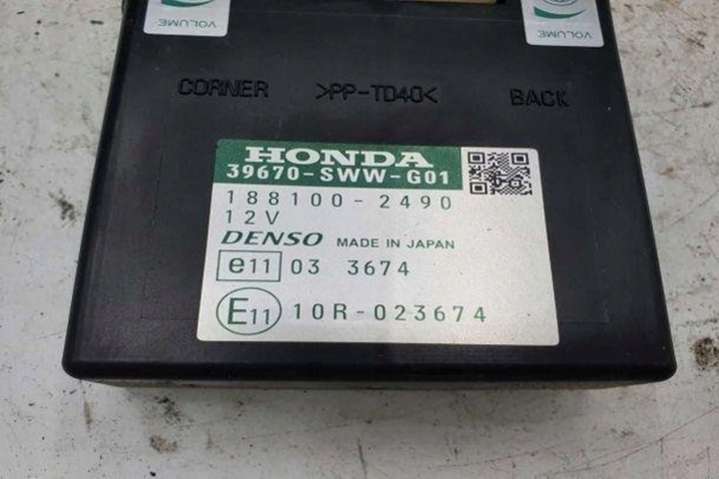 VOLUME VOLUME
CORNER >PP-TD40< BACK
HONDA
39670-SWW-G01
188100-2490
12V
DENSO MADE IN JAPAN
e11 03 3674
E11 10R-023674